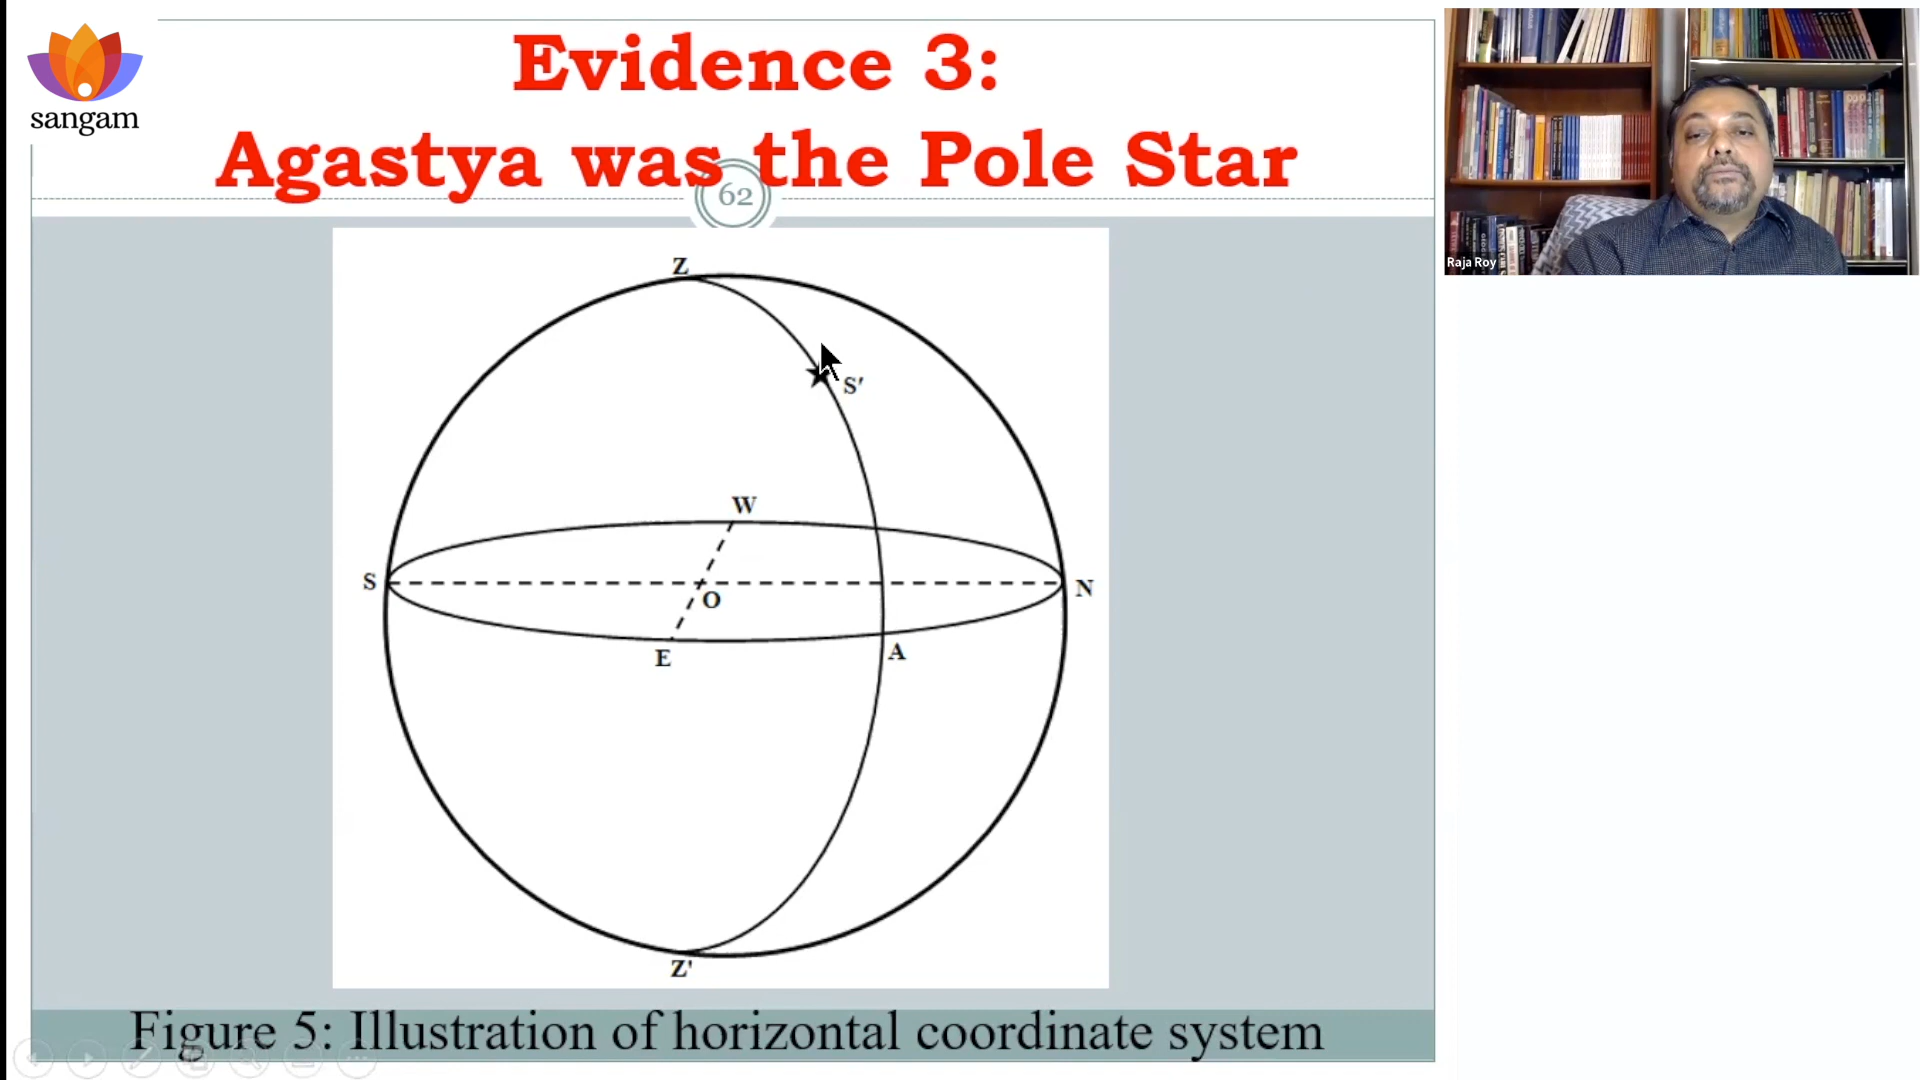 sangam
Evidence 3:
Agastya was the Pole Star
62
Raja Roy
Z
S′
W
S
O
N
E
A
Z'
Figure 5: Illustration of horizontal coordinate system